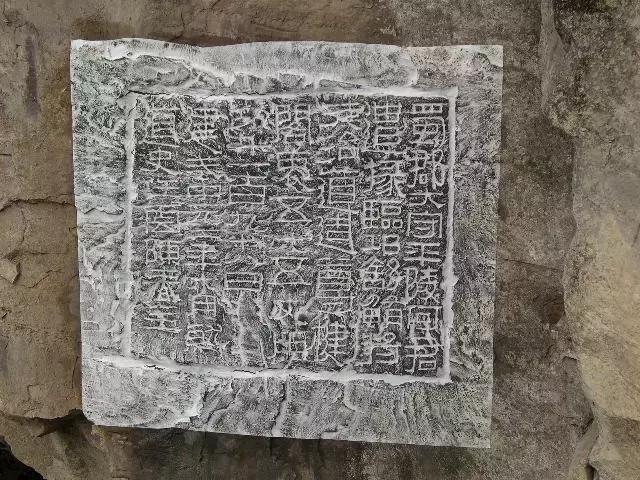 蜀郡太守平陵何君
遣掾臨邛舒鮪將
徒治道造尊楗
閣袤五十五丈用
功千一百九十八日
建武中元二年六月就
道史任雲陳春主